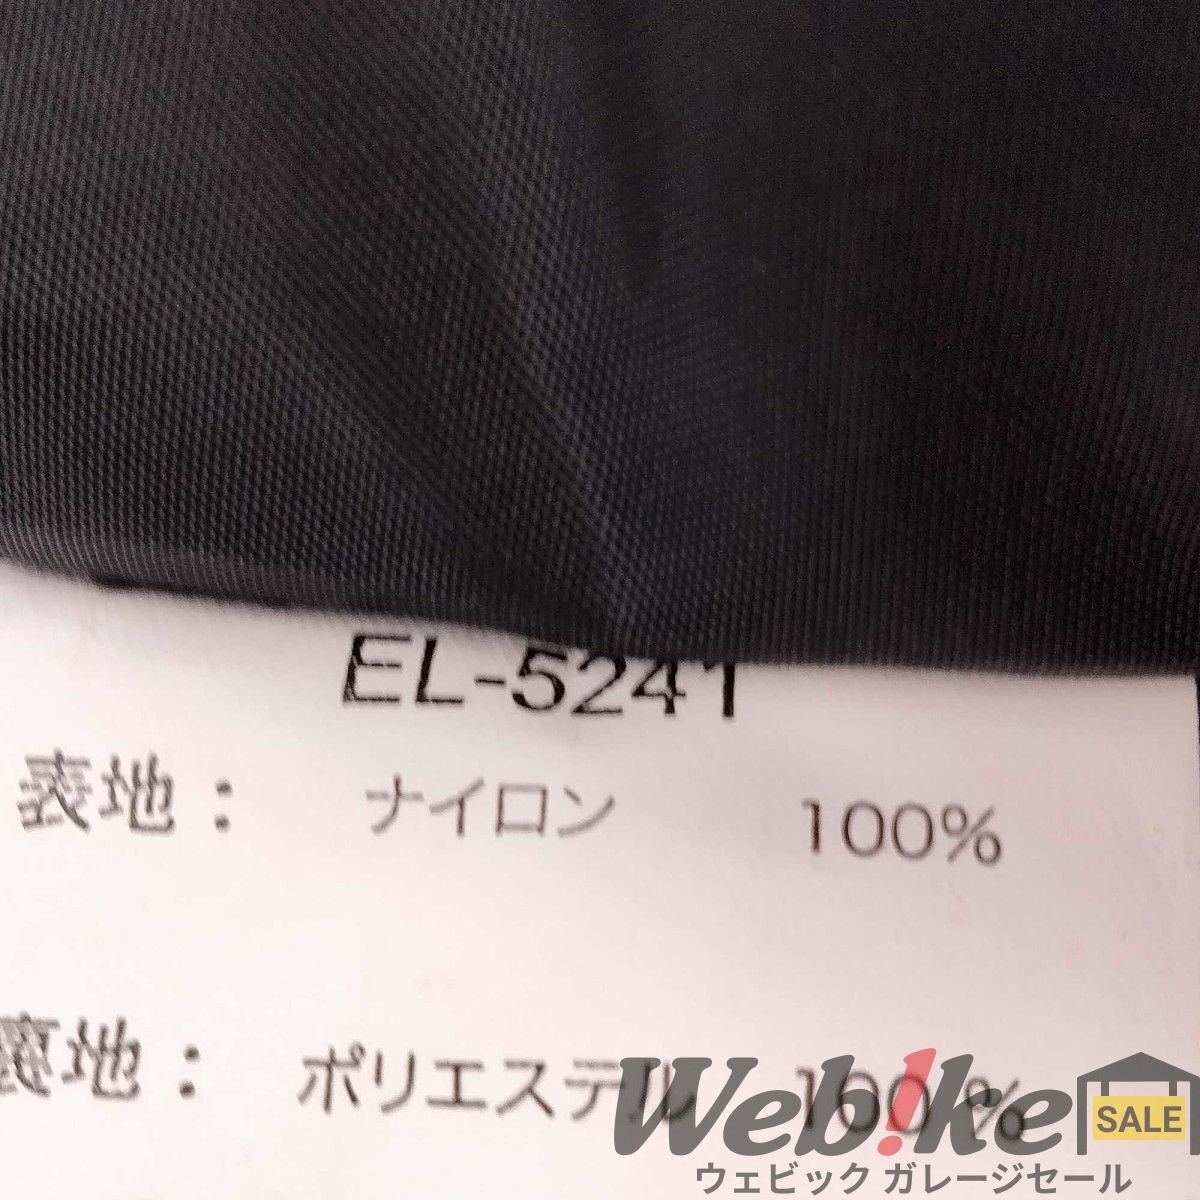 EL-5241
表地： ナイロン 100%
裏地： ポリエステル 100%
Web!ke
SALE
ウェビック ガレージセール